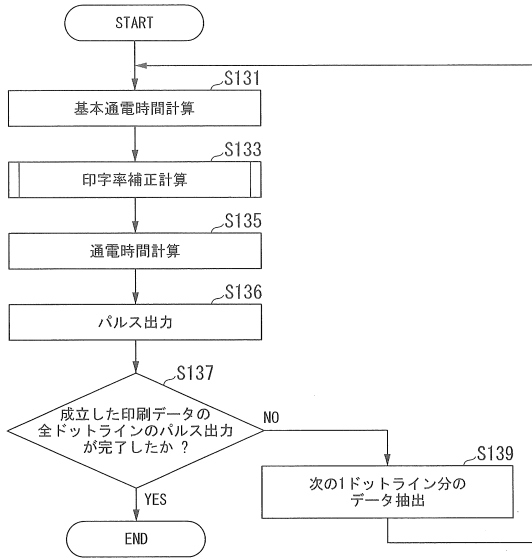 START
S131
基本通電時間計算
S133
印字率補正計算
S135
通電時間計算
S136
パルス出力
S137
成立した印刷データの
全ドットラインのパルス出力
が完了したか ?
NO
S139
次の1ドットライン分の
データ抽出
YES
END